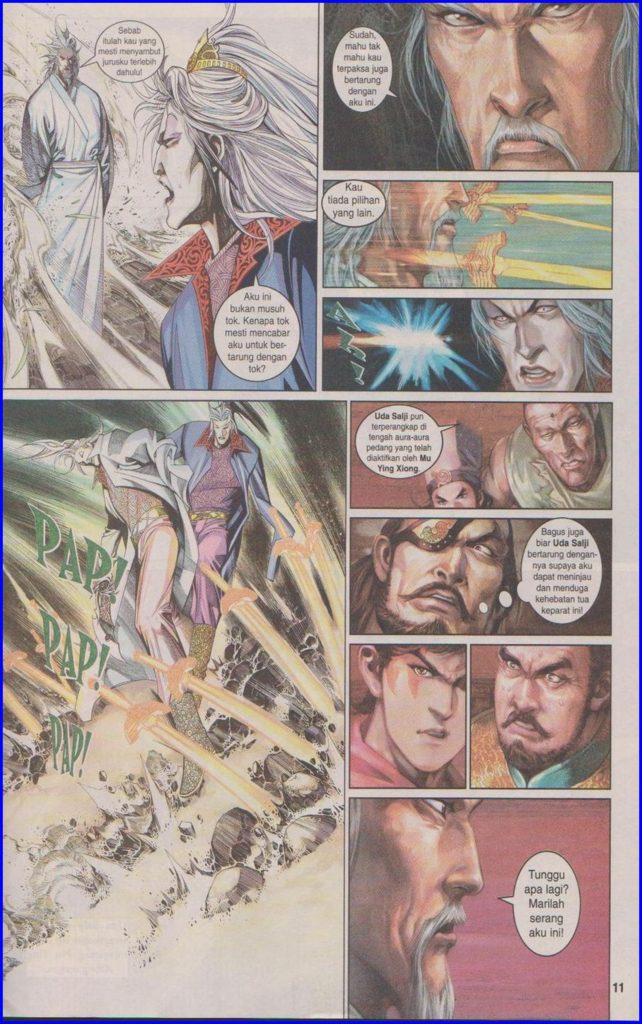 Sebab
itulah kau yang
mesti menyambut
jurusku terlebih
dahulu!
Aku ini
bukan musuh
tok. Kenapa tok
mesti mencabar
aku untuk ber-
tarung dengan
tok?
Sudah,
mahu tak
mahu kau
terpaksa juga
bertarung
dengan
aku ini.
Kau
tiada pilihan
yang lain.
PAP!
PAP!
PAP!
Uda Salji pun
terperangkap di
tengah aura-aura
pedang yang telah
diaktifkan oleh Mu
Ying Xiong.
Bagus juga
biar Uda Salji
bertarung dengan-
nya supaya aku
dapat meninjau
dan menduga
kehebatan tua
keparat ini!
Tunggu
apa lagi?
Marilah
serang
aku ini!
11